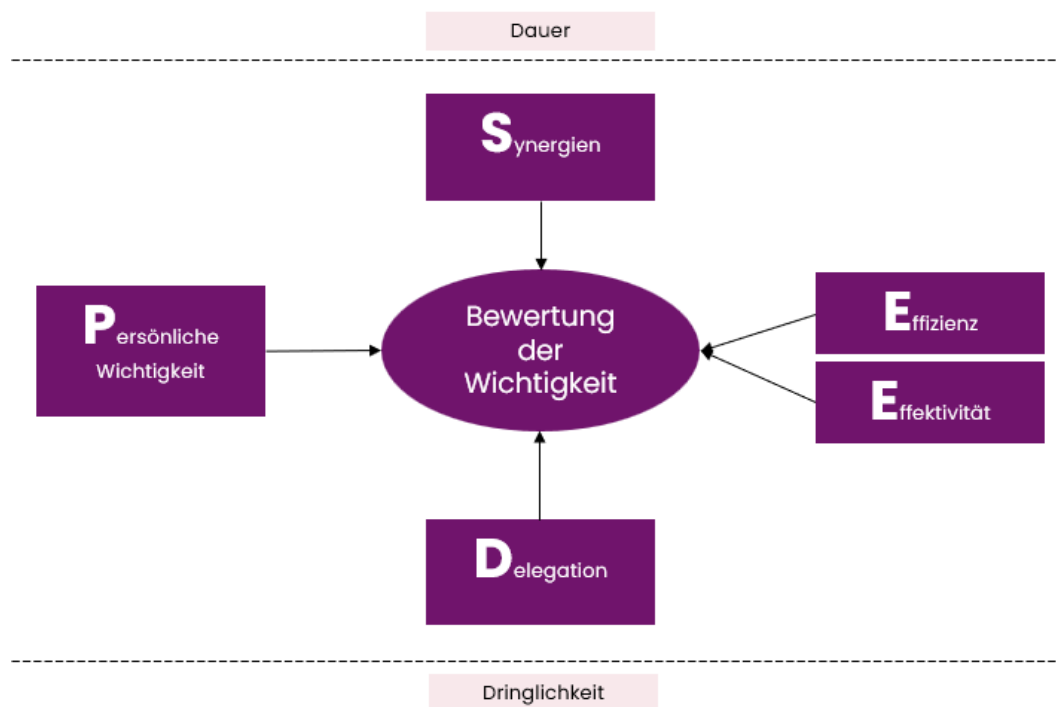 Dauer
Synergien
Persönliche
Wichtigkeit
Bewertung
der
Wichtigkeit
Effizienz
Effektivität
Delegation
Dringlichkeit